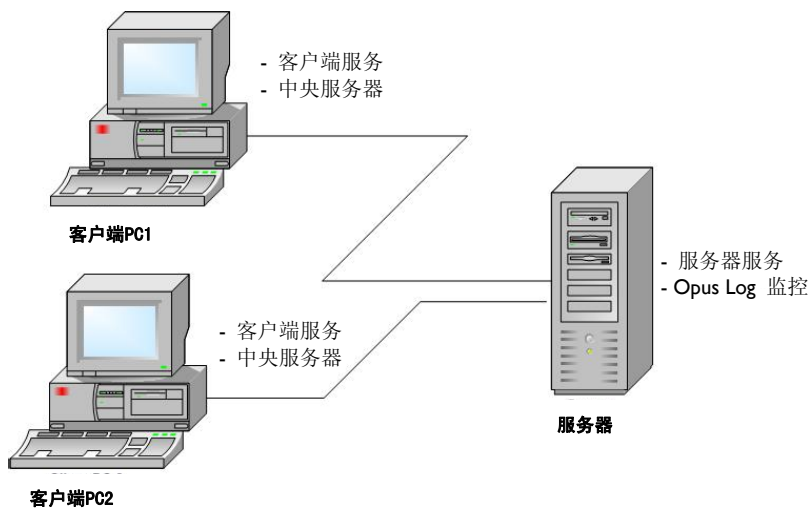 - 客户端服务
- 中央服务器
客户端PC1
- 服务器服务
- Opus Log 监控
- 客户端服务
- 中央服务器
服务器
客户端PC2